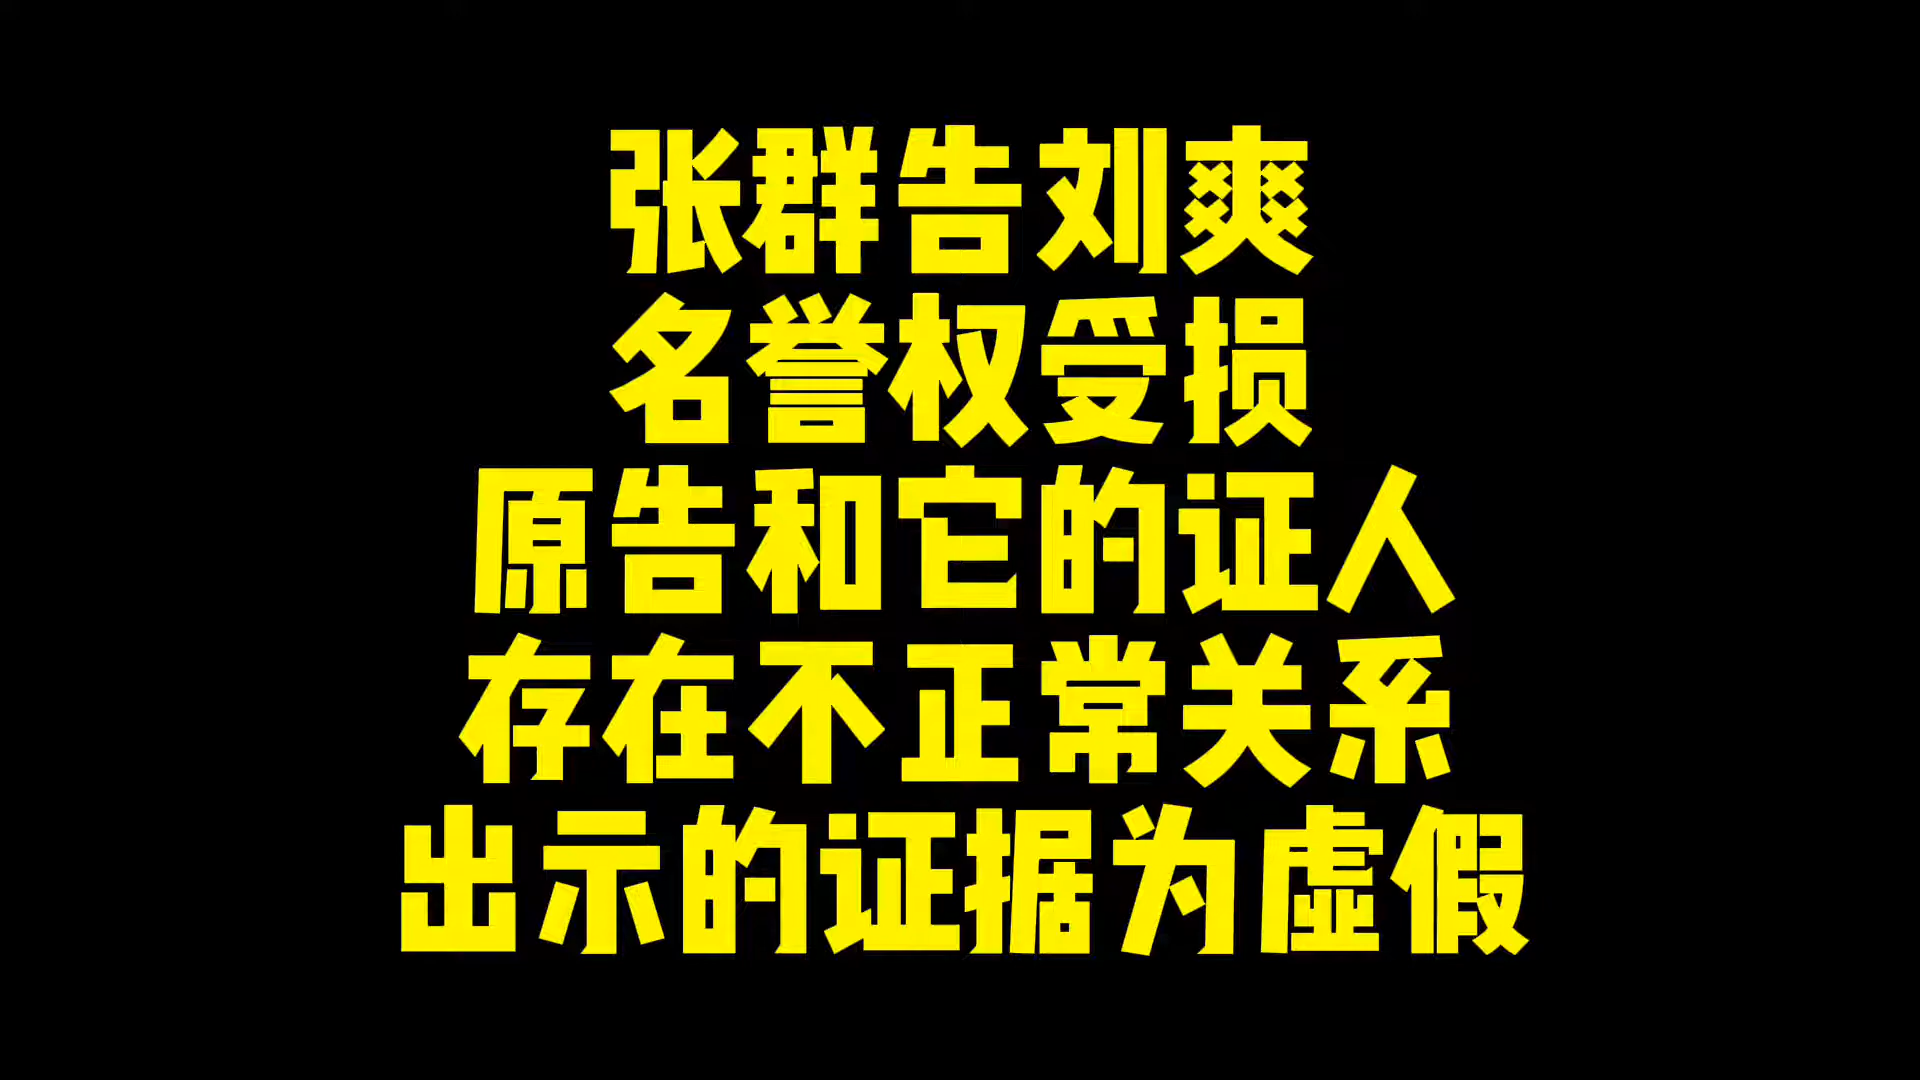 张群告刘爽
名誉权受损
原告和它的证人
存在不正常关系
出示的证据为虚假